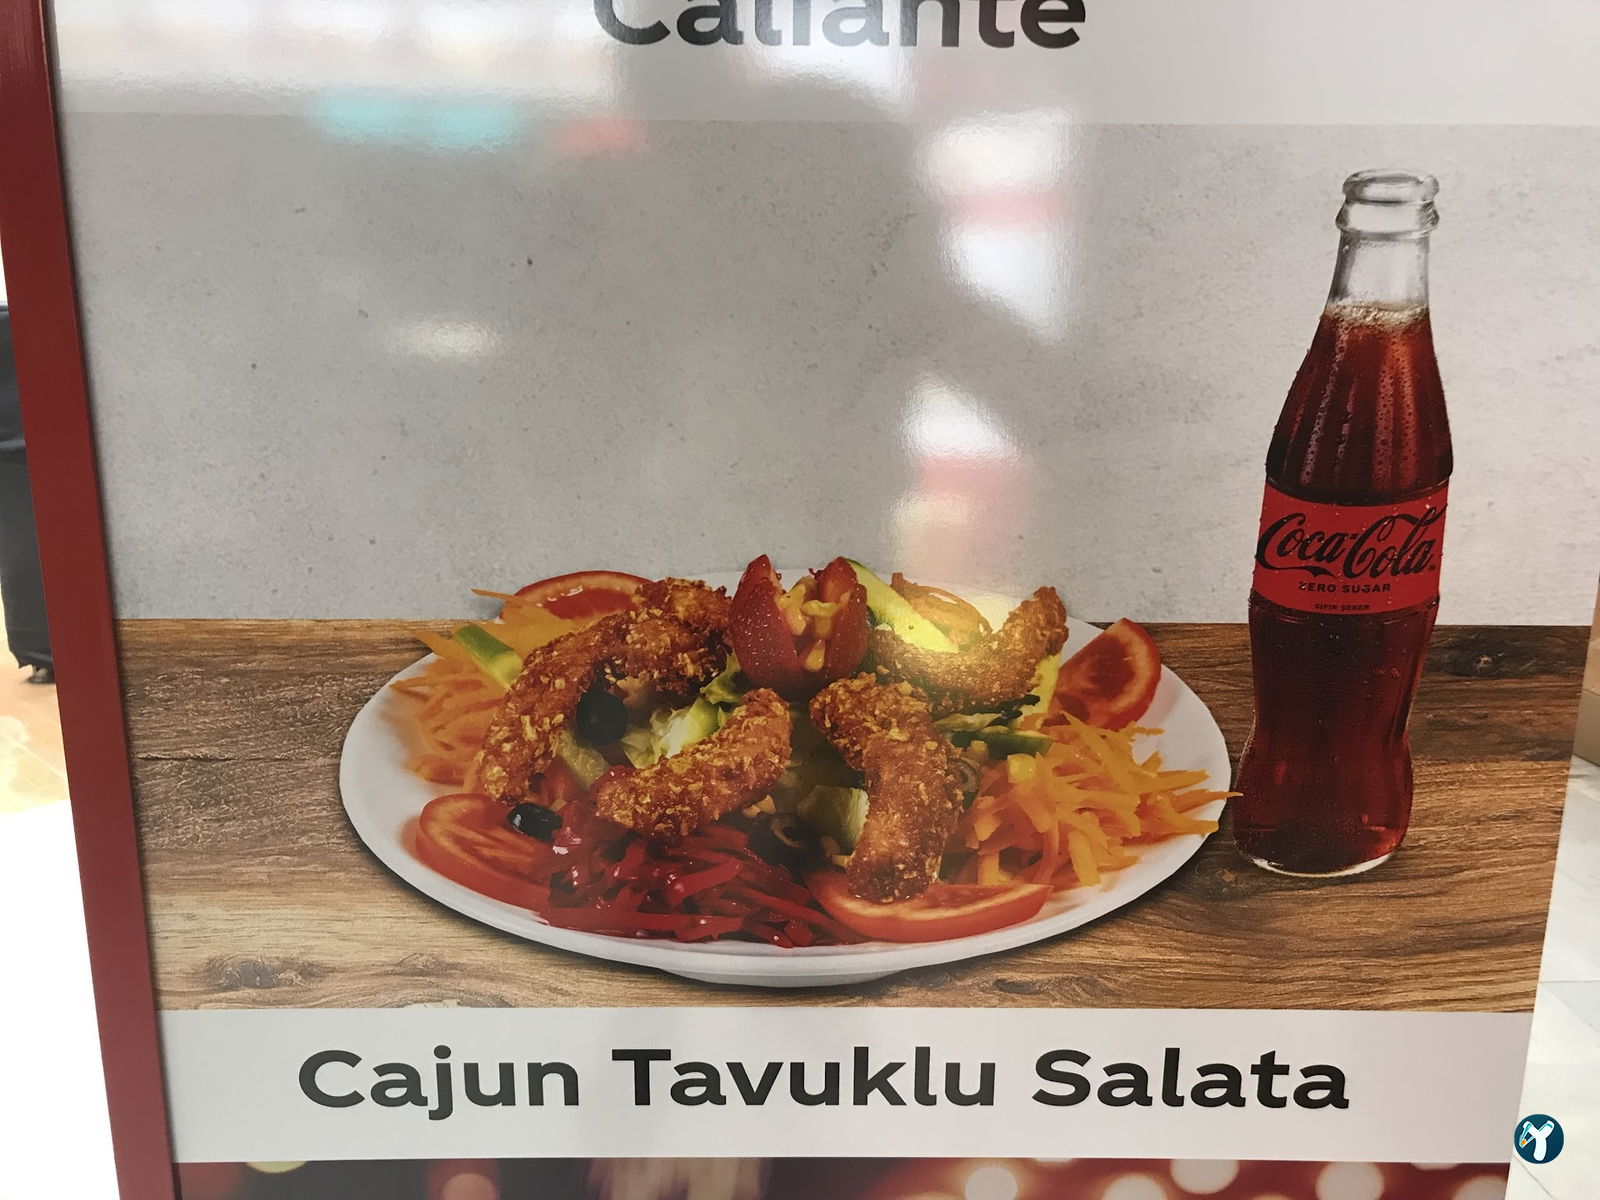 Caliante
Coca-Cola
ZERO SUGAR
SIFIR ŞEKER
Cajun Tavuklu Salata